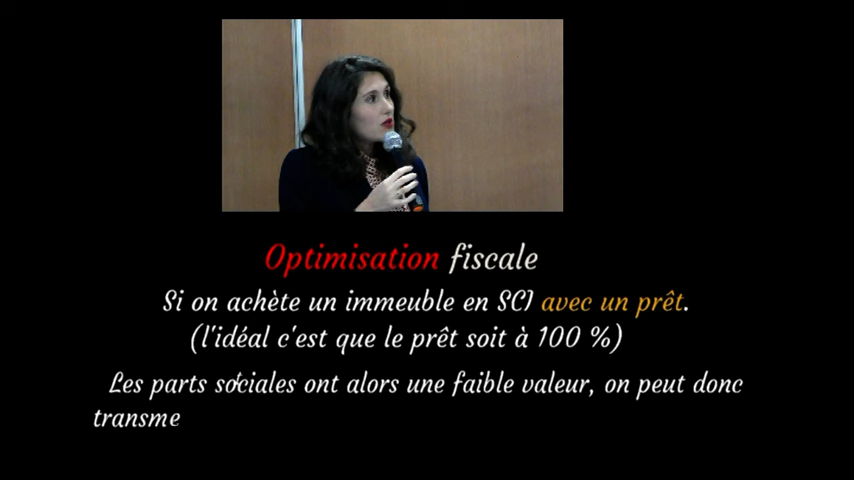 Optimisation fiscale
Si on achète un immeuble en SCI avec un prêt.
(l'idéal c'est que le prêt soit à 100 %)
Les parts sociales ont alors une faible valeur, on peut donc
transme